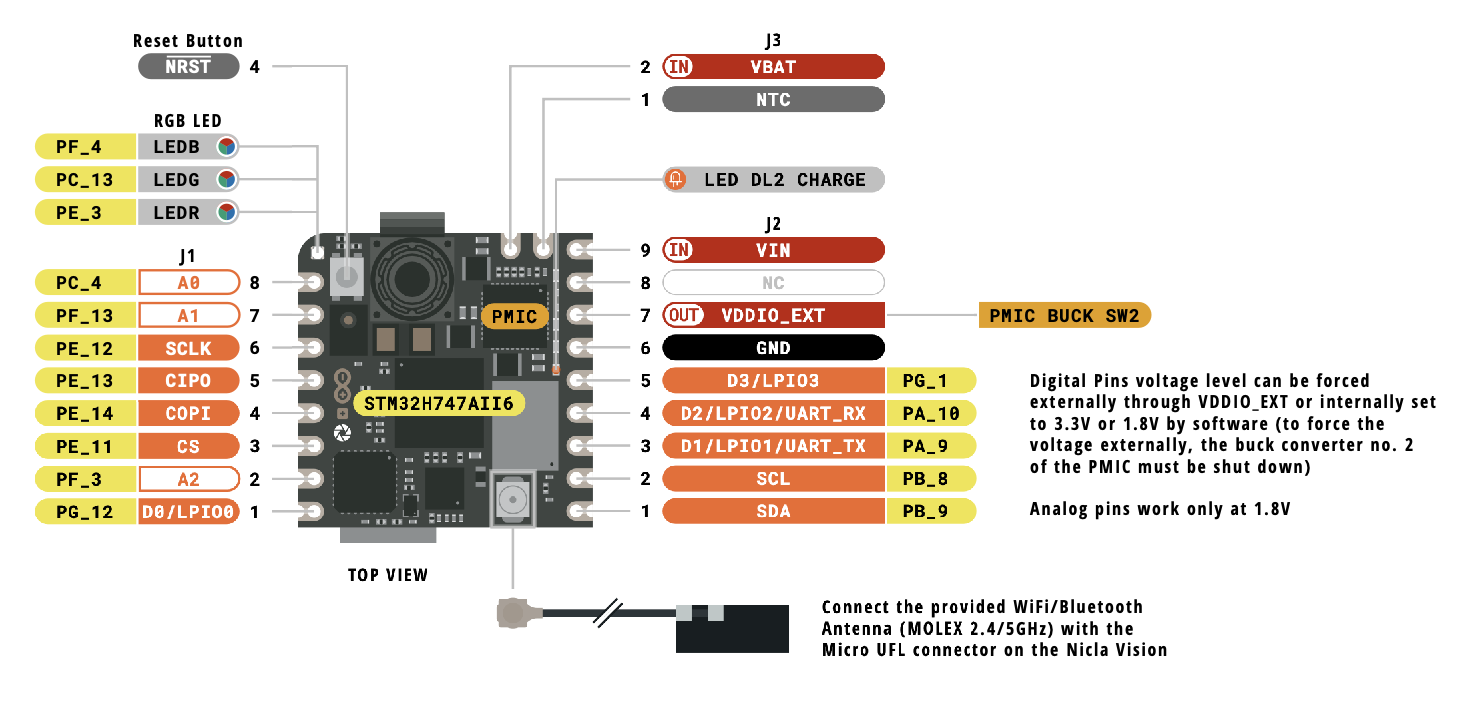 Reset Button
NRST 4
RGB LED
PF_4 LEDB
PC_13 LEDG
PE_3 LEDR
J1
PC_4 A0 8
PF_13 A1 7
PE_12 SCLK 6
PE_13 CIPO 5
PE_14 COPI 4
PE_11 CS 3
PF_3 A2 2
PG_12 D0/LPIO0 1
PMIC
STM32H747AII6
TOP VIEW
J3
2 IN VBAT
1 NTC
LED DL2 CHARGE
J2
9 IN VIN
8 NC
7 OUT VDDIO_EXT PMIC BUCK SW2
6 GND
5 D3/LPIO3 PG_1
4 D2/LPIO2/UART_RX PA_10
3 D1/LPIO1/UART_TX PA_9
2 SCL PB_8
1 SDA PB_9
Digital Pins voltage level can be forced
externally through VDDIO_EXT or internally set
to 3.3V or 1.8V by software (to force the
voltage externally, the buck converter no. 2
of the PMIC must be shut down)
Analog pins work only at 1.8V
Connect the provided WiFi/Bluetooth
Antenna (MOLEX 2.4/5GHz) with the
Micro UFL connector on the Nicla Vision